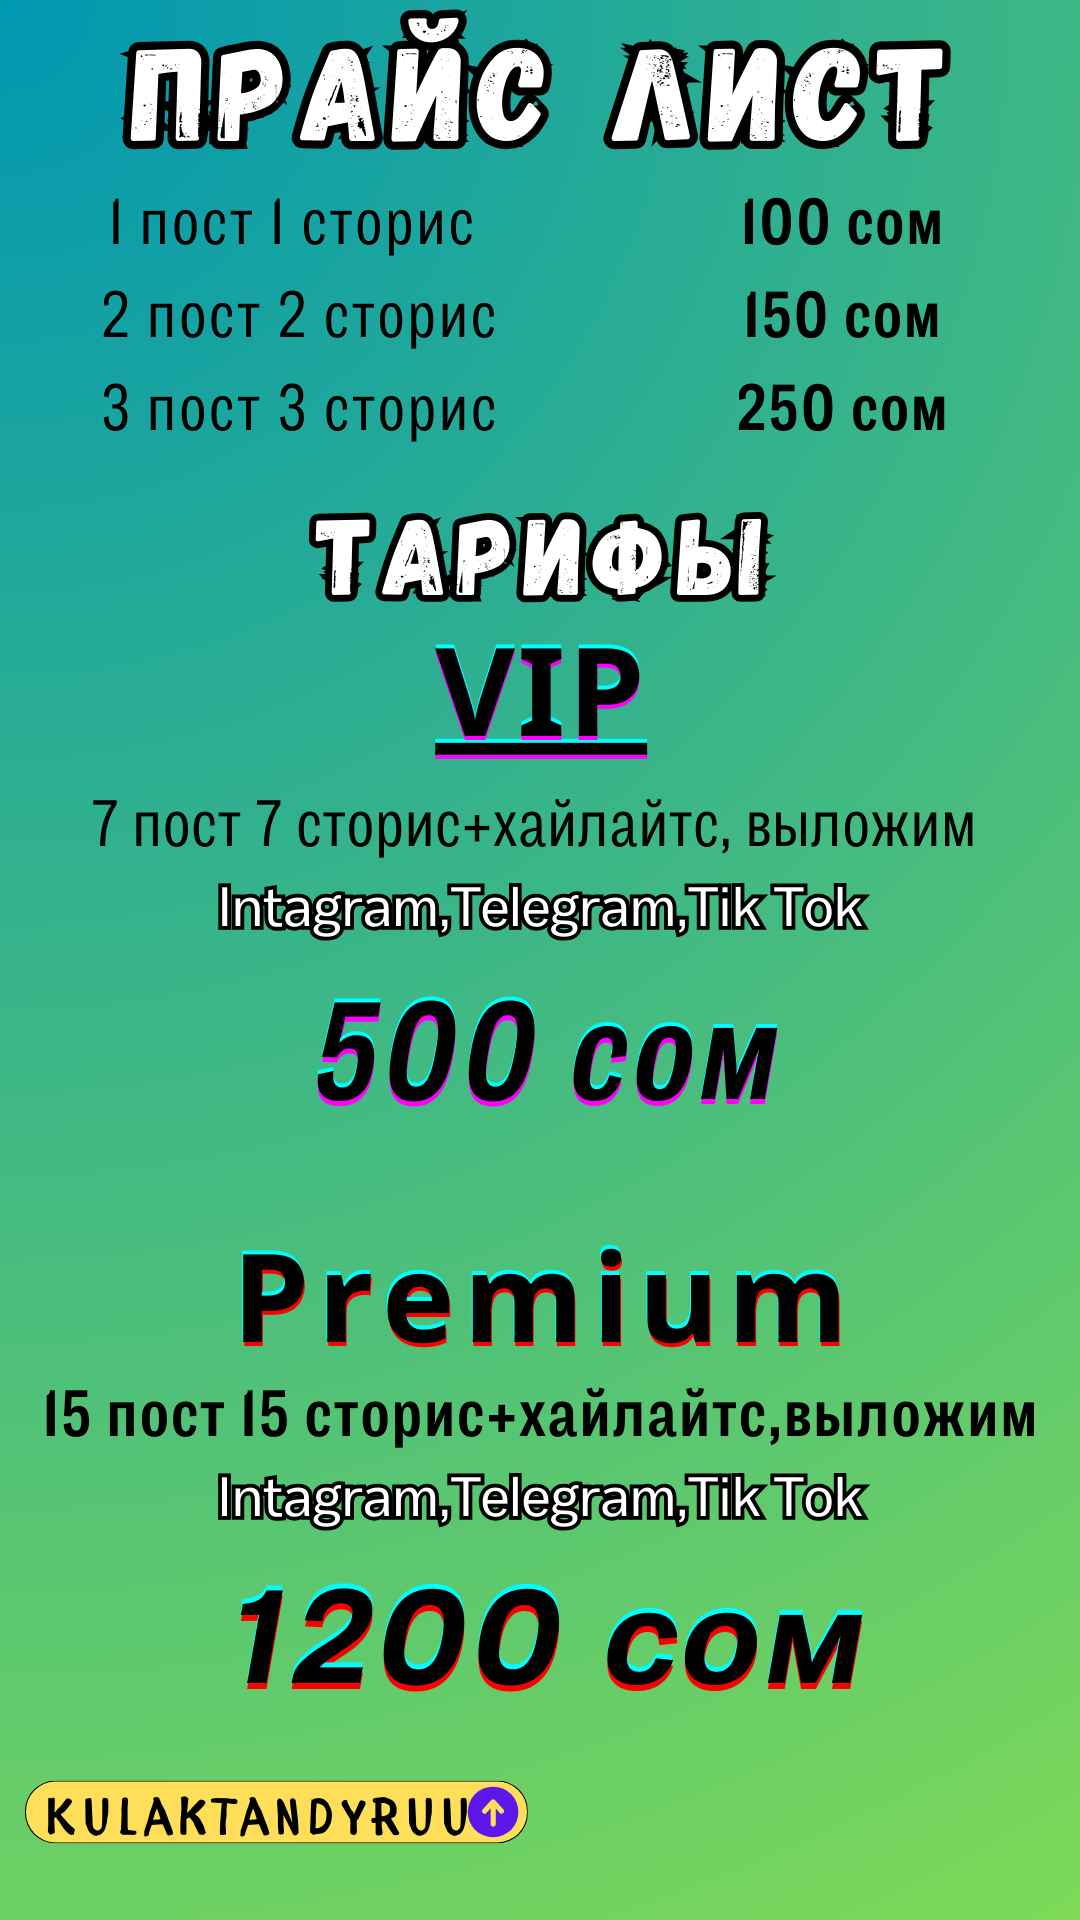 ПРАЙС ЛИСТ
1 пост 1 сторис 100 сом
2 пост 2 сторис 150 сом
3 пост 3 сторис 250 сом
ТАРИФЫ
VIP
7 пост 7 сторис+хайлайтс, выложим
Intagram,Telegram,Tik Tok
500 сом
Premium
15 пост 15 сторис+хайлайтс,выложим
Intagram,Telegram,Tik Tok
1200 сом
KULAKTANDYRUU